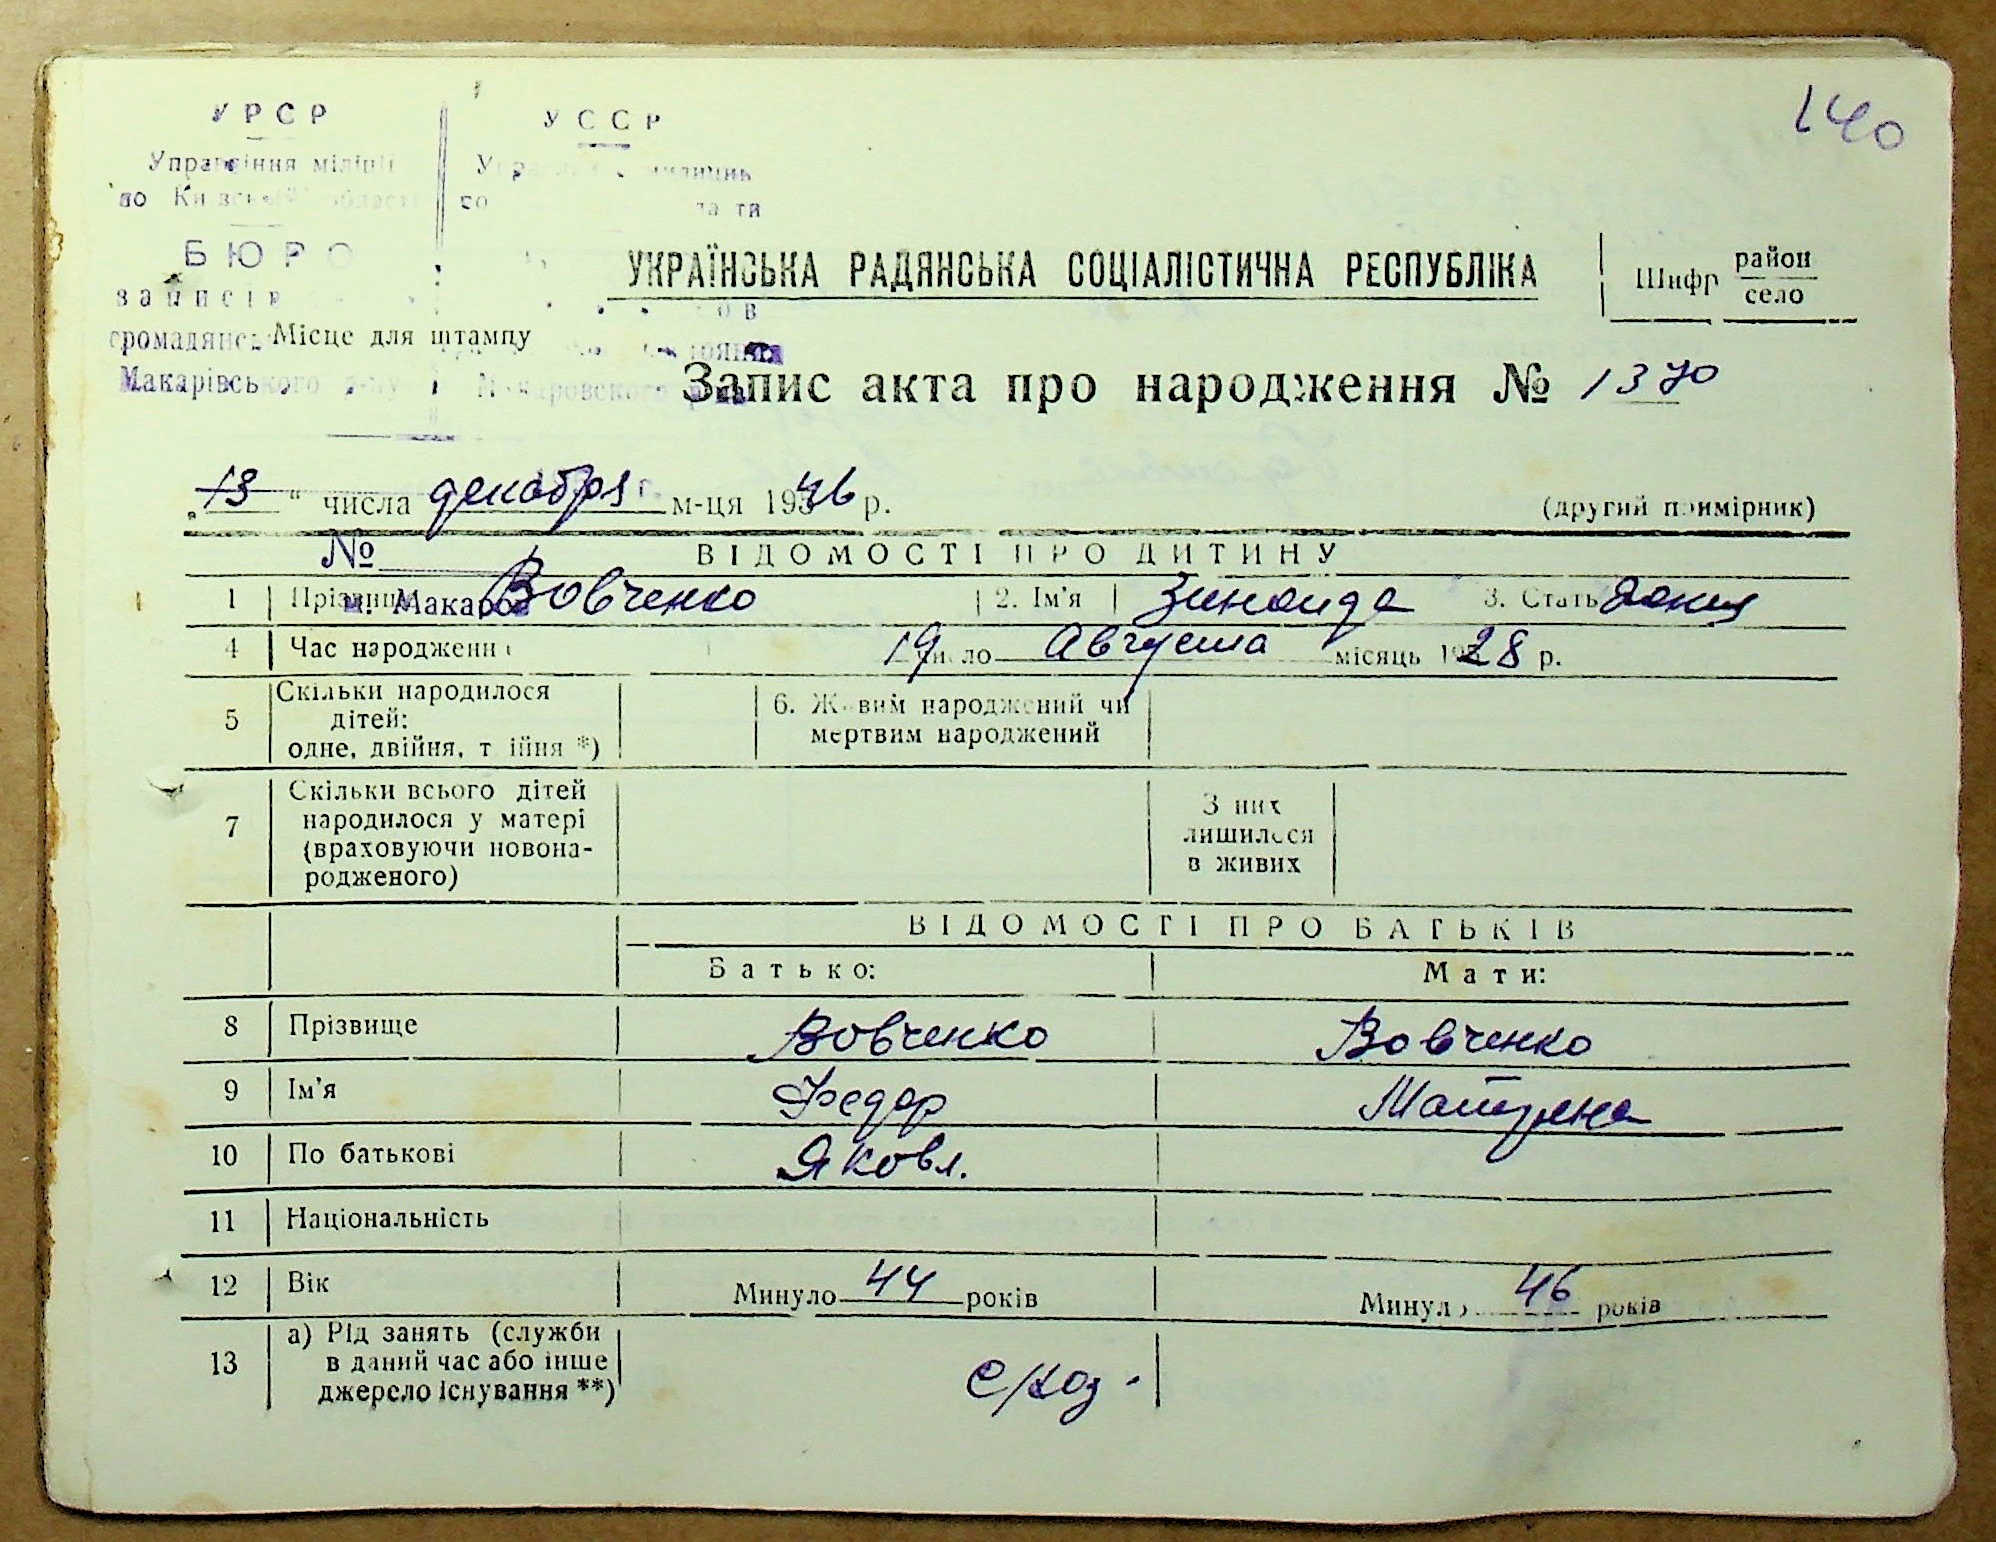 140
УРСР
УССР
Управління міліції
по Київській області
БЮРО
записів
УКРАЇНСЬКА РАДЯНСЬКА СОЦІАЛІСТИЧНА РЕСПУБЛІКА
Шифр район село
Місце для штампу
Макарівського р-ну Макаровского
Запис акта про народження № 1370
„13“ числа декабря м-ця 1946 р. (другий примірник)
№ ВІДОМОСТІ ПРО ДИТИНУ
м. Макаров
1 Прізвище Вовченко 2. Ім'я Зинаида 3. Стать
4 Час народження 19 число Августа місяць 1928 р.
5 Скільки народилося дітей: одне, двійня, трійня *) 6. Живим народжений чи мертвим народжений
7 Скільки всього дітей народилося у матері (враховуючи новонародженого) З них лишилося в живих
ВІДОМОСТІ ПРО БАТЬКІВ
Батько: Мати:
8 Прізвище Вовченко Вовченко
9 Ім'я Федор Матруна
10 По батькові Яковл.
11 Національність
12 Вік Минуло 44 років Минуло 46 років
13 а) Рід занять (служби в даний час або інше джерело існування **) с/хоз.